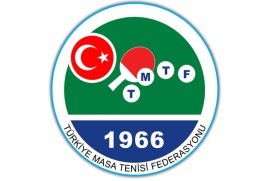 T M T F
1966
TÜRKİYE MASA TENİSİ FEDERASYONU